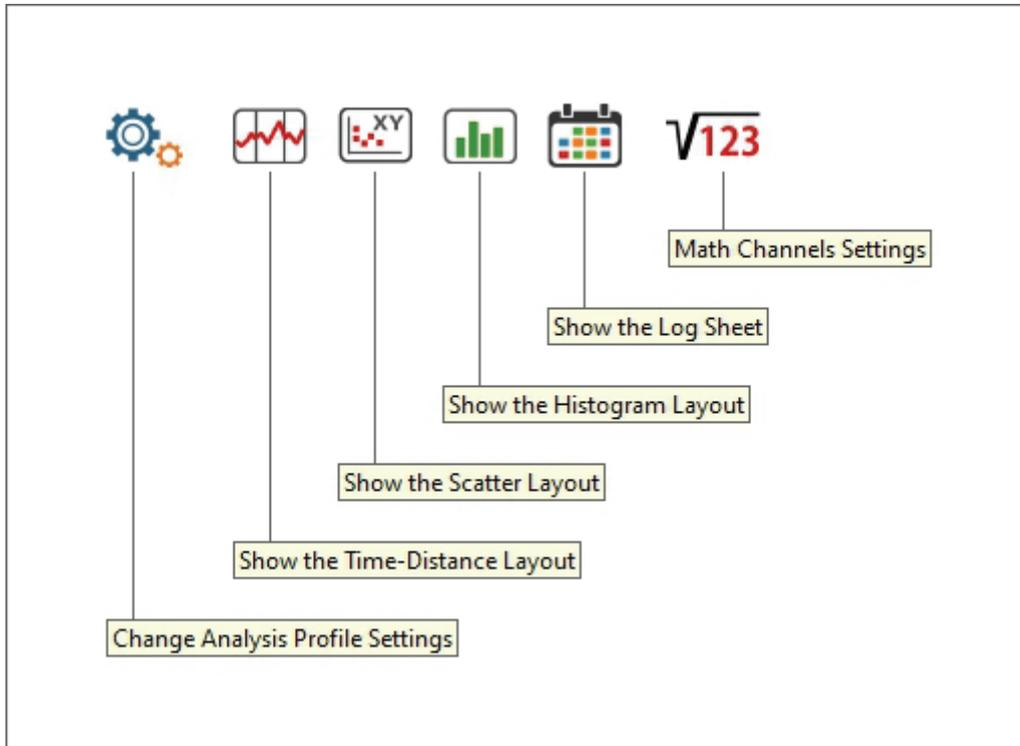 XY
√123
Math Channels Settings
Show the Log Sheet
Show the Histogram Layout
Show the Scatter Layout
Show the Time-Distance Layout
Change Analysis Profile Settings